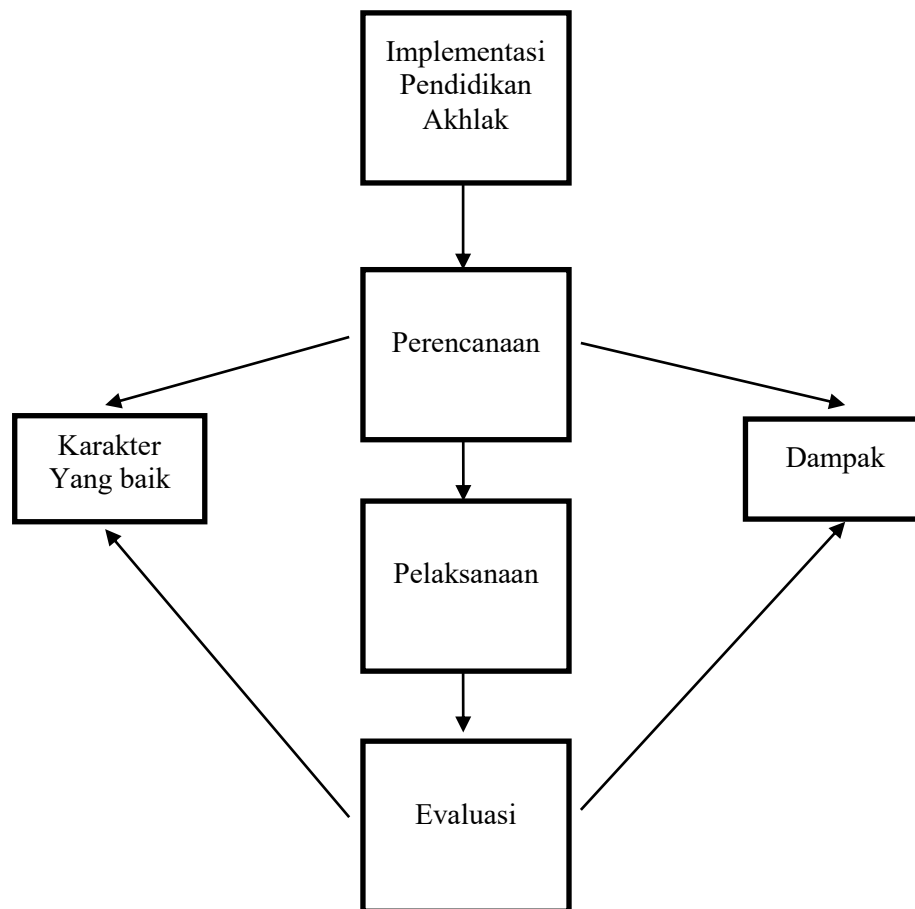 Implementasi
Pendidikan
Akhlak
Perencanaan
Karakter
Yang baik
Dampak
Pelaksanaan
Evaluasi